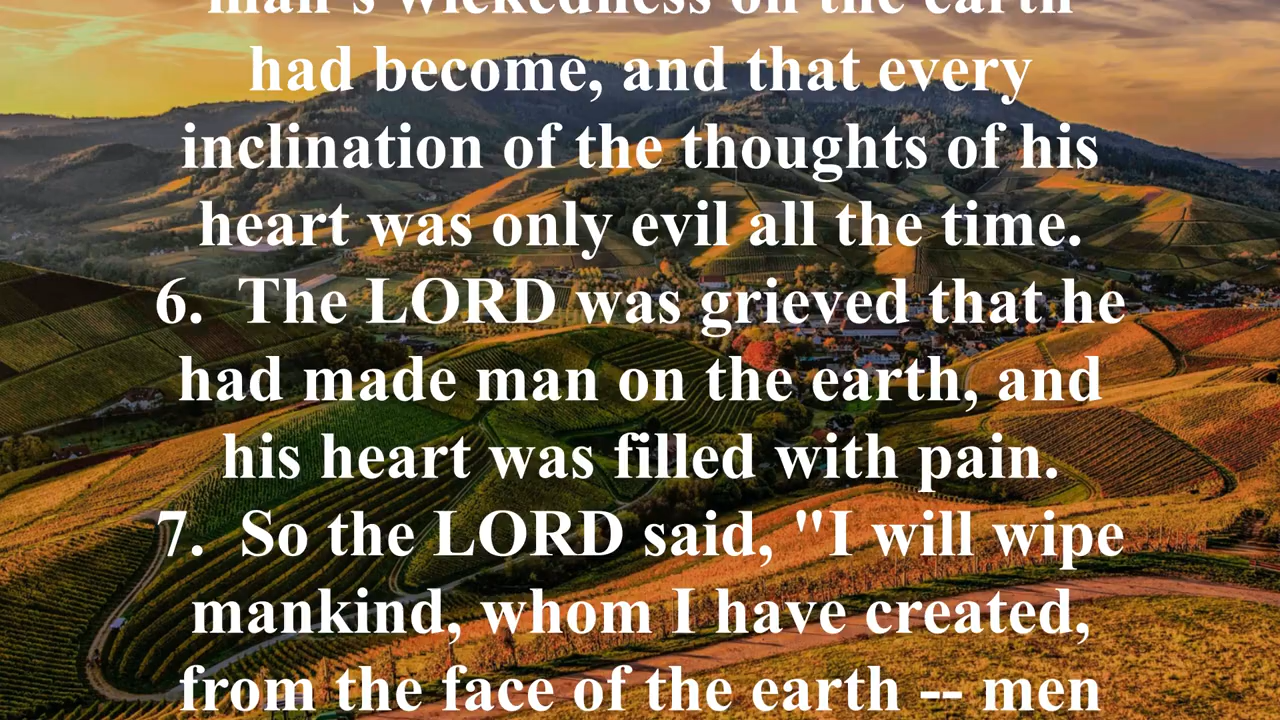 man's wickedness on the earth
had become, and that every
inclination of the thoughts of his
heart was only evil all the time.
6. The LORD was grieved that he
had made man on the earth, and
his heart was filled with pain.
7. So the LORD said, "I will wipe
mankind, whom I have created,
from the face of the earth -- men